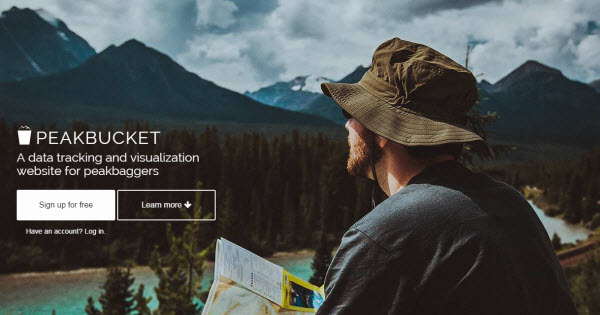 PEAKBUCKET
A data tracking and visualization
website for peakbaggers
Sign up for free
Learn more
Have an account? Log in.